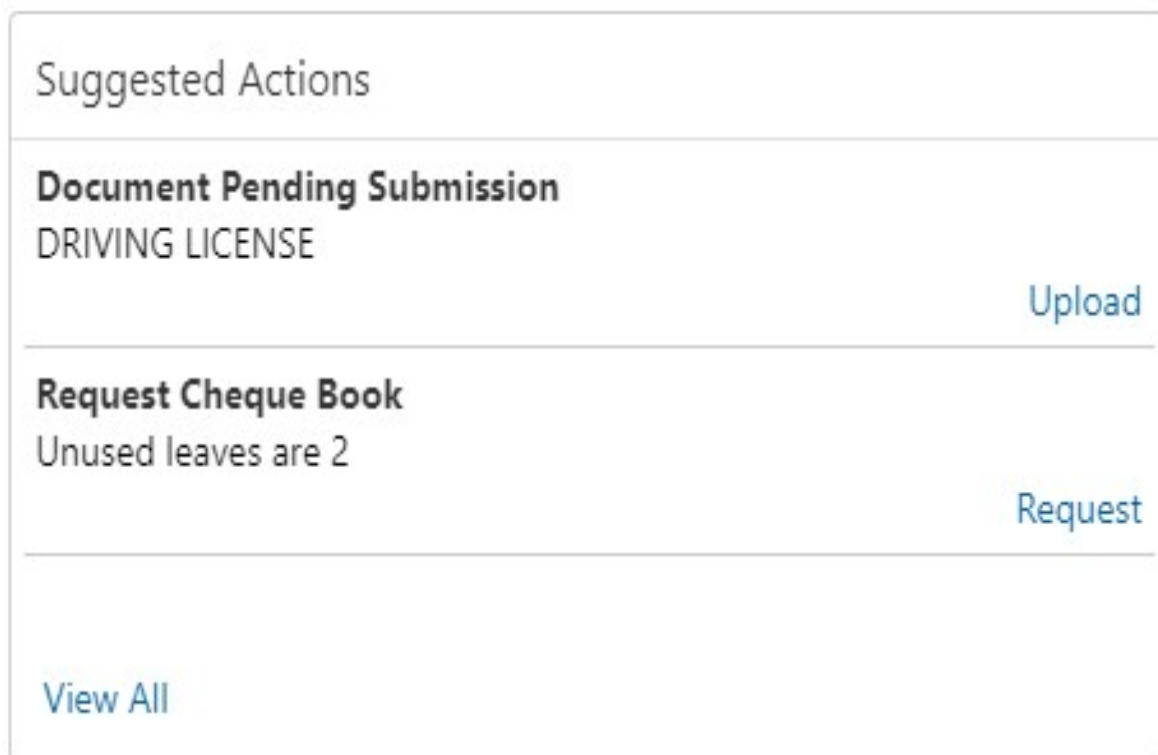 Suggested Actions
Document Pending Submission
DRIVING LICENSE
Upload
Request Cheque Book
Unused leaves are 2
Request
View All